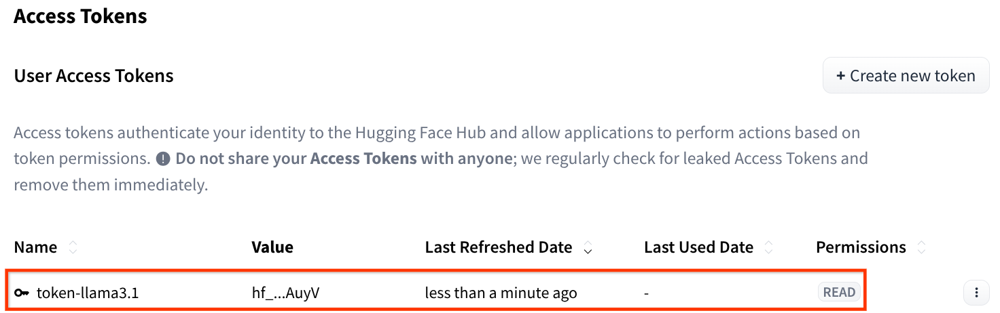 Access Tokens
User Access Tokens
+ Create new token
Access tokens authenticate your identity to the Hugging Face Hub and allow applications to perform actions based on
token permissions. ! Do not share your Access Tokens with anyone; we regularly check for leaked Access Tokens and
remove them immediately.
Name Value Last Refreshed Date Last Used Date Permissions
token-llama3.1 hf_...AuyV less than a minute ago - READ